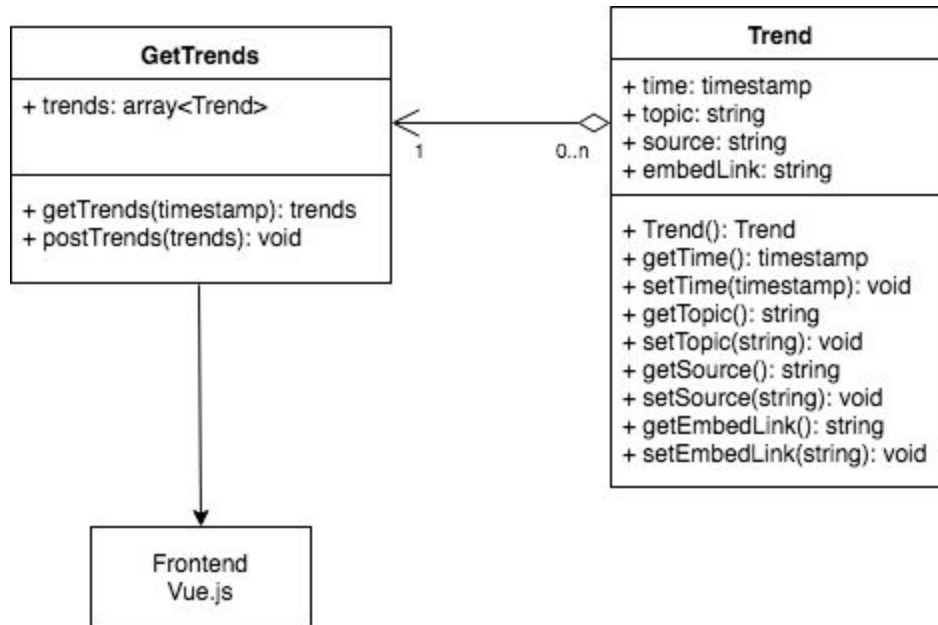 GetTrends
+ trends: array<Trend>
+ getTrends(timestamp): trends
+ postTrends(trends): void
1
0..n
Trend
+ time: timestamp
+ topic: string
+ source: string
+ embedLink: string
+ Trend(): Trend
+ getTime(): timestamp
+ setTime(timestamp): void
+ getTopic(): string
+ setTopic(string): void
+ getSource(): string
+ setSource(string): void
+ getEmbedLink(): string
+ setEmbedLink(string): void
Frontend
Vue.js